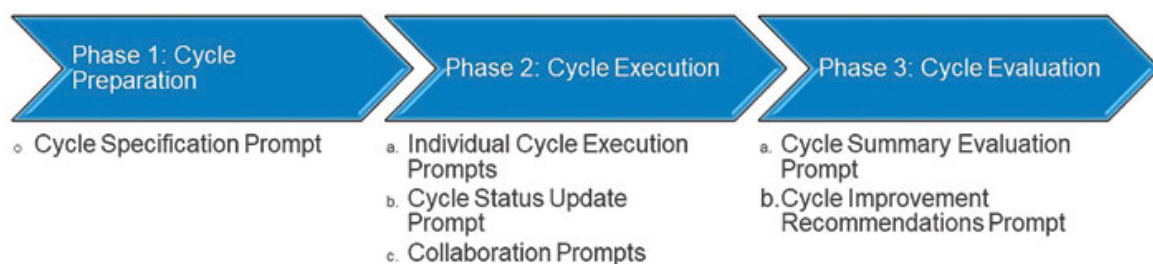 Phase 1: Cycle
Preparation
Phase 2: Cycle Execution
Phase 3: Cycle Evaluation
o Cycle Specification Prompt
a. Individual Cycle Execution
Prompts
b. Cycle Status Update
Prompt
c. Collaboration Prompts
a. Cycle Summary Evaluation
Prompt
b. Cycle Improvement
Recommendations Prompt